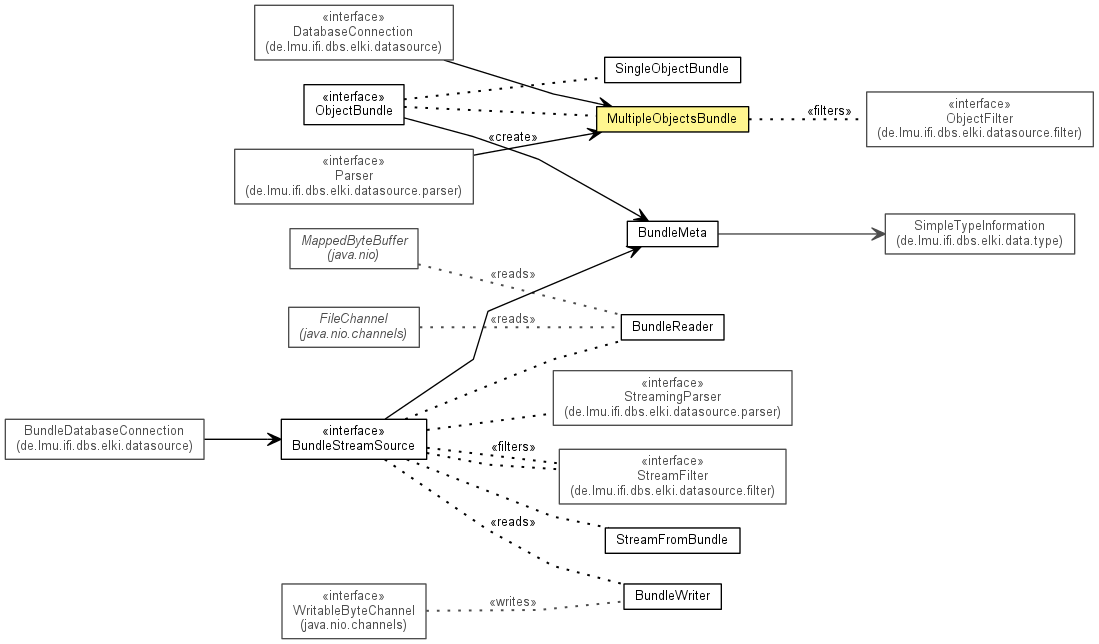 «interface»
DatabaseConnection
(de.lmu.ifi.dbs.elki.datasource)
SingleObjectBundle
«interface»
ObjectBundle
MultipleObjectsBundle
«filters»
«interface»
ObjectFilter
(de.lmu.ifi.dbs.elki.datasource.filter)
«create»
«interface»
Parser
(de.lmu.ifi.dbs.elki.datasource.parser)
BundleMeta
SimpleTypeInformation
(de.lmu.ifi.dbs.elki.data.type)
MappedByteBuffer
(java.nio)
«reads»
FileChannel
(java.nio.channels)
«reads»
BundleReader
«interface»
StreamingParser
(de.lmu.ifi.dbs.elki.datasource.parser)
BundleDatabaseConnection
(de.lmu.ifi.dbs.elki.datasource)
«interface»
BundleStreamSource
«filters»
«interface»
StreamFilter
(de.lmu.ifi.dbs.elki.datasource.filter)
«reads»
StreamFromBundle
BundleWriter
«interface»
WritableByteChannel
(java.nio.channels)
«writes»